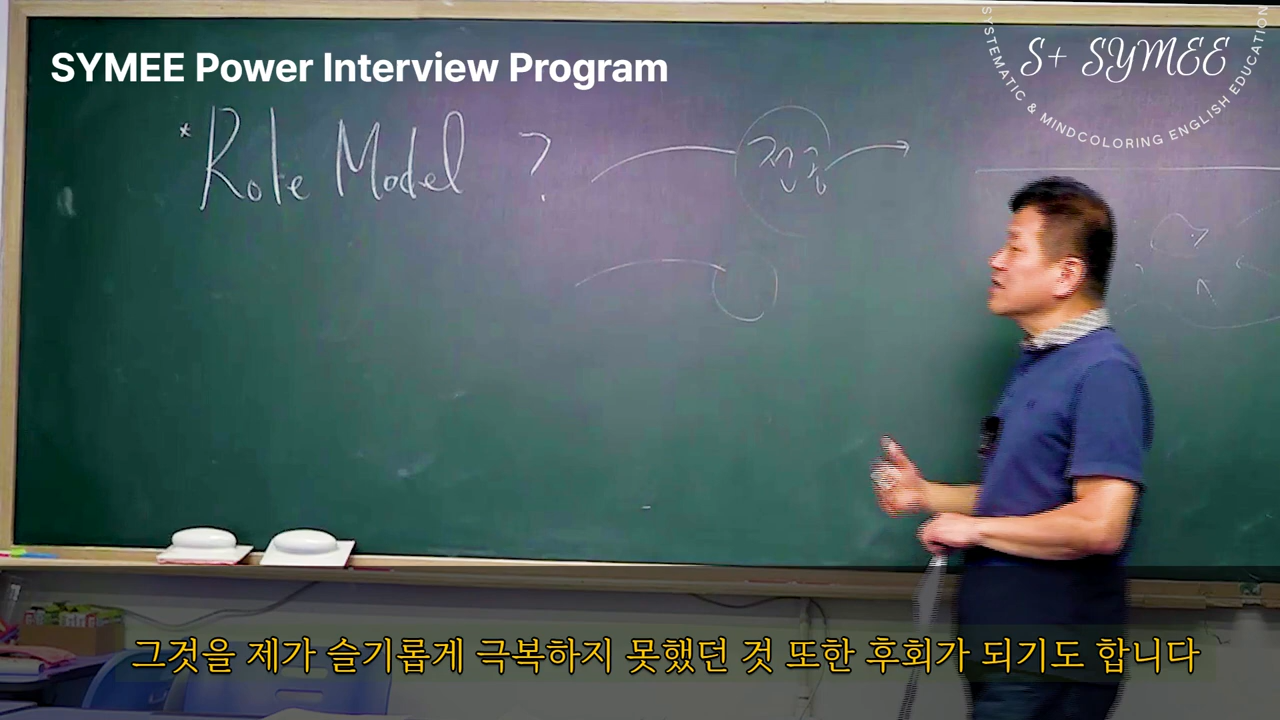 SYMEE Power Interview Program
S+ SYMEE
SYSTEMATIC & MINDCOLORING ENGLISH EDUCATION
*Role Model ?
전공
그것을 제가 슬기롭게 극복하지 못했던 것 또한 후회가 되기도 합니다